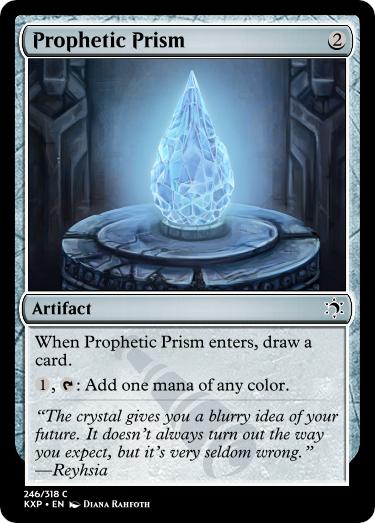 Prophetic Prism 2
Artifact
When Prophetic Prism enters, draw a
card.
1, T: Add one mana of any color.
“The crystal gives you a blurry idea of your
future. It doesn’t always turn out the way
you expect, but it’s very seldom wrong.”
—Reyhsia
246/318 C
KXP • EN Diana Rahfoth